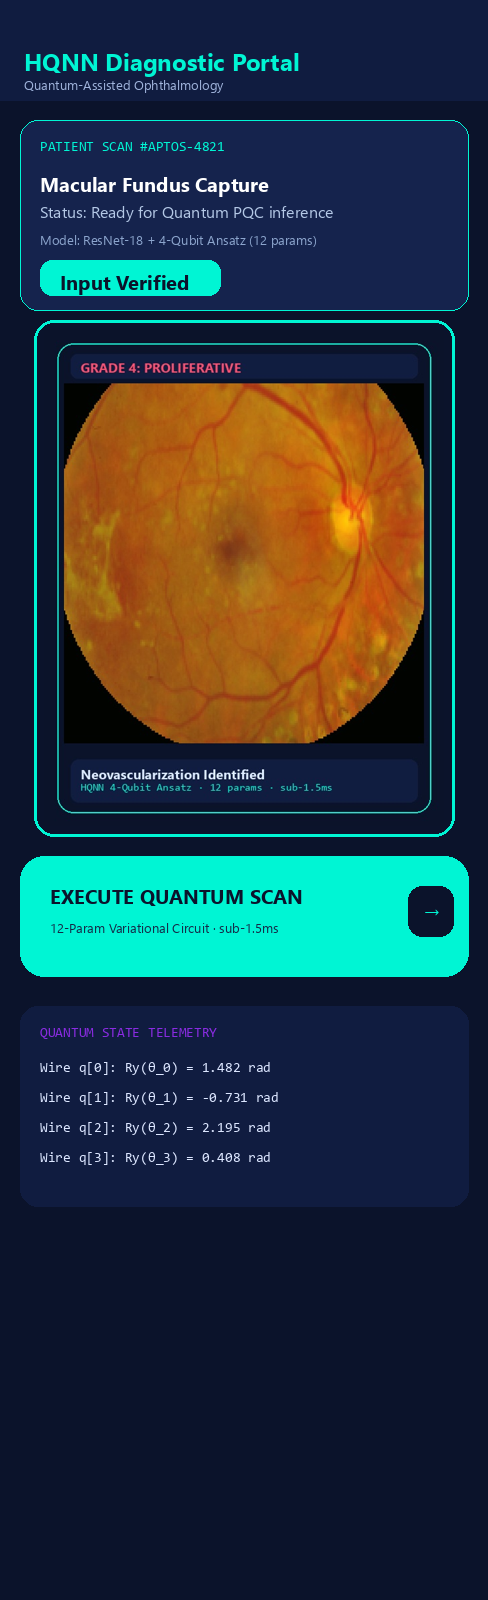 HQNN Diagnostic Portal
Quantum-Assisted Ophthalmology
PATIENT SCAN #APTOS-4821
Macular Fundus Capture
Status: Ready for Quantum PQC inference
Model: ResNet-18 + 4-Qubit Ansatz (12 params)
Input Verified
GRADE 4: PROLIFERATIVE
Neovascularization Identified
HQNN 4-Qubit Ansatz · 12 params · sub-1.5ms
EXECUTE QUANTUM SCAN
12-Param Variational Circuit · sub-1.5ms
→
QUANTUM STATE TELEMETRY
Wire q[0]: Ry(θ_0) = 1.482 rad
Wire q[1]: Ry(θ_1) = -0.731 rad
Wire q[2]: Ry(θ_2) = 2.195 rad
Wire q[3]: Ry(θ_3) = 0.408 rad